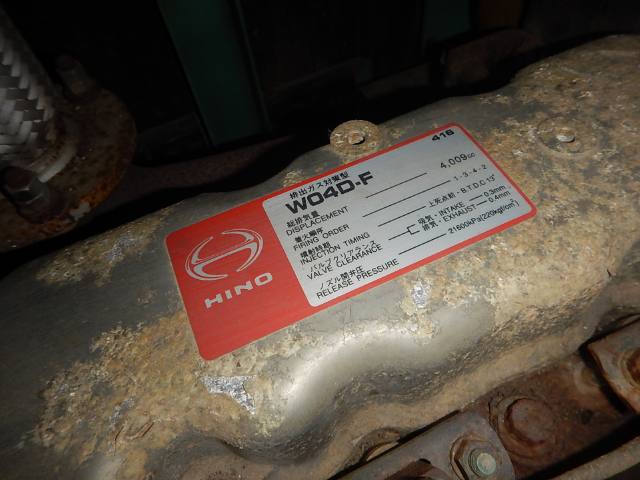 416
排出ガス対策型
W04D-F
総排気量
DISPLACEMENT 4,009cc
着火順序
FIRING ORDER 1-3-4-2
噴射時期
INJECTION TIMING 上死点前・B.T.D.C 13°
バルブクリアランス
VALVE CLEARANCE
吸気・INTAKE 0.3mm
排気・EXHAUST 0.4mm
ノズル開弁圧
RELEASE PRESSURE 21600kPa(220kgf/cm²)
HINO